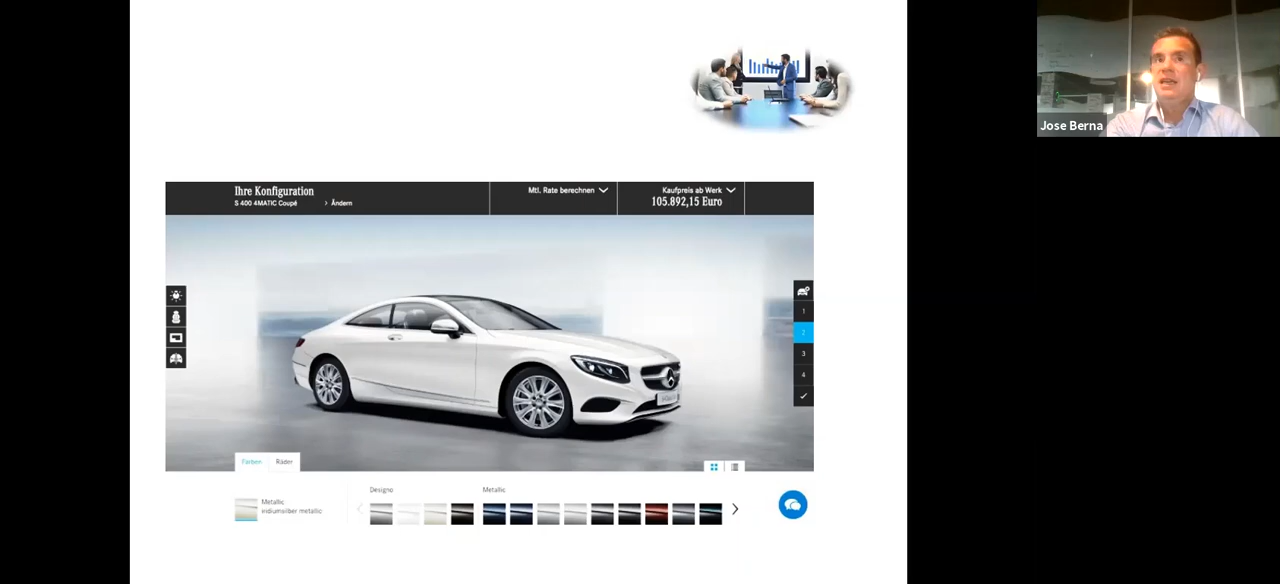 Jose Berna
Ihre Konfiguration
S 400 4MATIC Coupé
Ändern
Mtl. Rate berechnen
Kaufpreis ab Werk
105.892,15 Euro
1
2
3
4
Farben
Räder
Metallic
iridiumsilber metallic
Designo
Metallic